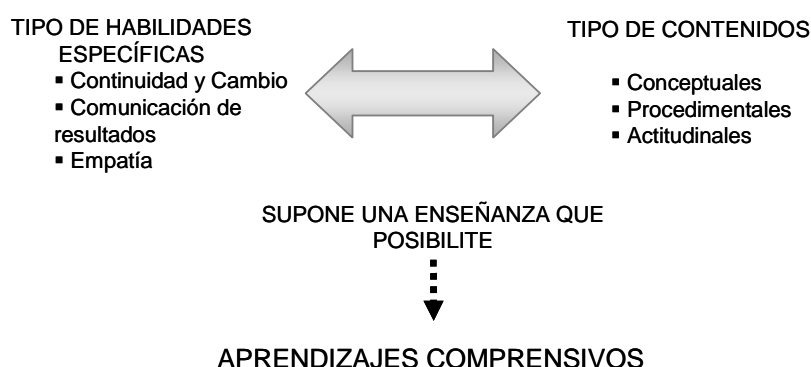 TIPO DE HABILIDADES
ESPECÍFICAS
▪ Continuidad y Cambio
▪ Comunicación de
resultados
▪ Empatía
TIPO DE CONTENIDOS
▪ Conceptuales
▪ Procedimentales
▪ Actitudinales
SUPONE UNA ENSEÑANZA QUE
POSIBILITE
APRENDIZAJES COMPRENSIVOS